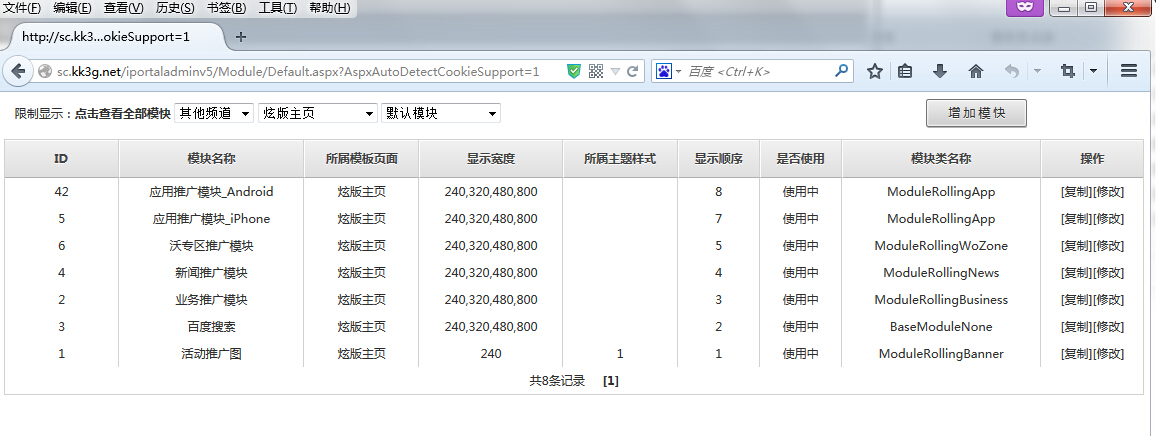 文件(F) 编辑(E) 查看(V) 历史(S) 书签(B) 工具(T) 帮助(H)
http://sc.kk3...okieSupport=1
sc.kk3g.net/iportaladminv5/Module/Default.aspx?AspxAutoDetectCookieSupport=1 百度 <Ctrl+K>
限制显示：点击查看全部模快 其他频道 炫版主页 默认模块 增加模快
ID 模块名称 所属模板页面 显示宽度 所属主题样式 显示顺序 是否使用 模块类名称 操作
42 应用推广模块_Android 炫版主页 240,320,480,800 8 使用中 ModuleRollingApp [复制][修改]
5 应用推广模块_iPhone 炫版主页 240,320,480,800 7 使用中 ModuleRollingApp [复制][修改]
6 沃专区推广模块 炫版主页 240,320,480,800 5 使用中 ModuleRollingWoZone [复制][修改]
4 新闻推广模块 炫版主页 240,320,480,800 4 使用中 ModuleRollingNews [复制][修改]
2 业务推广模块 炫版主页 240,320,480,800 3 使用中 ModuleRollingBusiness [复制][修改]
3 百度搜索 炫版主页 240,320,480,800 2 使用中 BaseModuleNone [复制][修改]
1 活动推广图 炫版主页 240 1 1 使用中 ModuleRollingBanner [复制][修改]
共8条记录 [1]